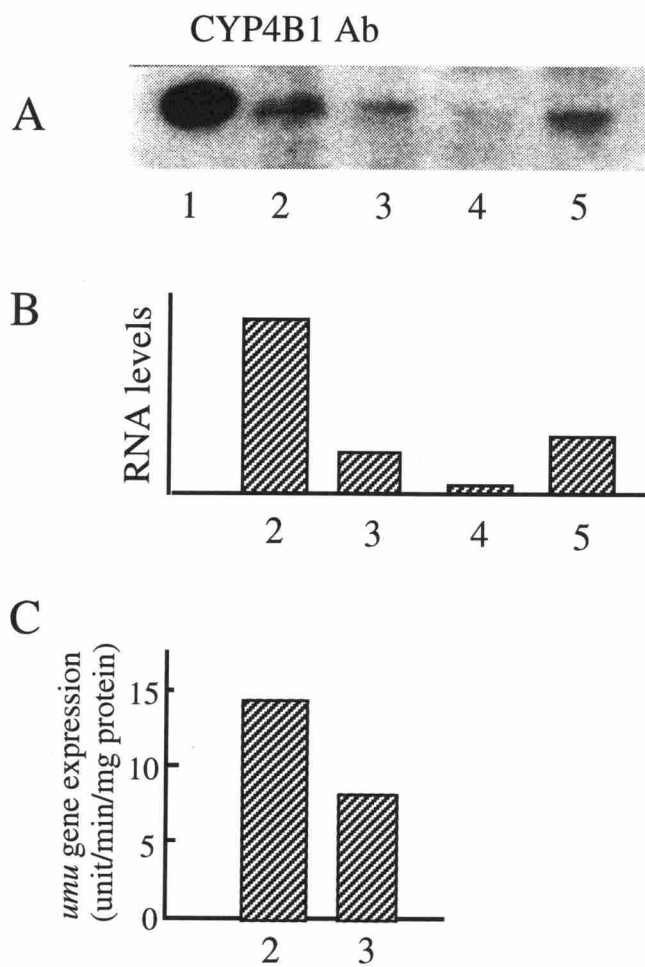 CYP4B1 Ab
A
1 2 3 4 5
B
RNA levels
2 3 4 5
C
umu gene expression
(unit/min/mg protein)
15
10
5
0
2 3